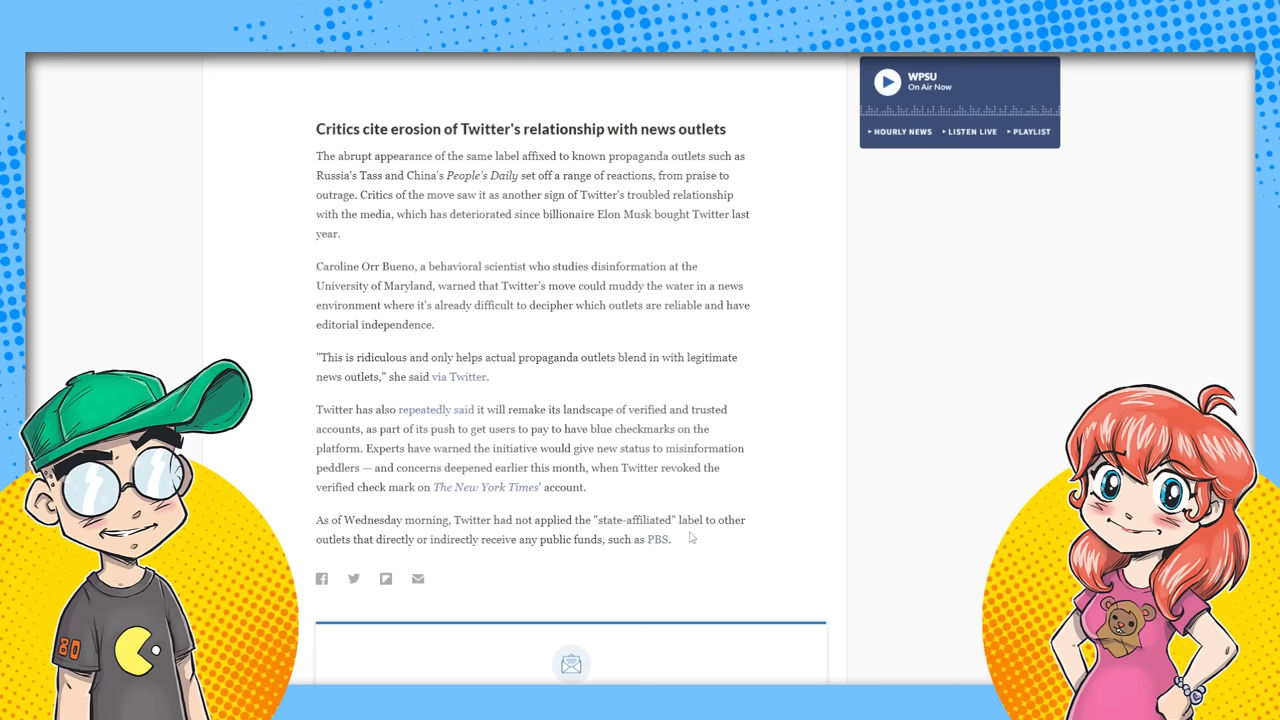 WPSU
On Air Now
HOURLY NEWS LISTEN LIVE PLAYLIST
Critics cite erosion of Twitter's relationship with news outlets
The abrupt appearance of the same label affixed to known propaganda outlets such as
Russia's Tass and China's People's Daily set off a range of reactions, from praise to
outrage. Critics of the move saw it as another sign of Twitter's troubled relationship
with the media, which has deteriorated since billionaire Elon Musk bought Twitter last
year.
Caroline Orr Bueno, a behavioral scientist who studies disinformation at the
University of Maryland, warned that Twitter's move could muddy the water in a news
environment where it's already difficult to decipher which outlets are reliable and have
editorial independence.
"This is ridiculous and only helps actual propaganda outlets blend in with legitimate
news outlets," she said via Twitter.
Twitter has also repeatedly said it will remake its landscape of verified and trusted
accounts, as part of its push to get users to pay to have blue checkmarks on the
platform. Experts have warned the initiative would give new status to misinformation
peddlers — and concerns deepened earlier this month, when Twitter revoked the
verified check mark on The New York Times' account.
As of Wednesday morning, Twitter had not applied the "state-affiliated" label to other
outlets that directly or indirectly receive any public funds, such as PBS.
80